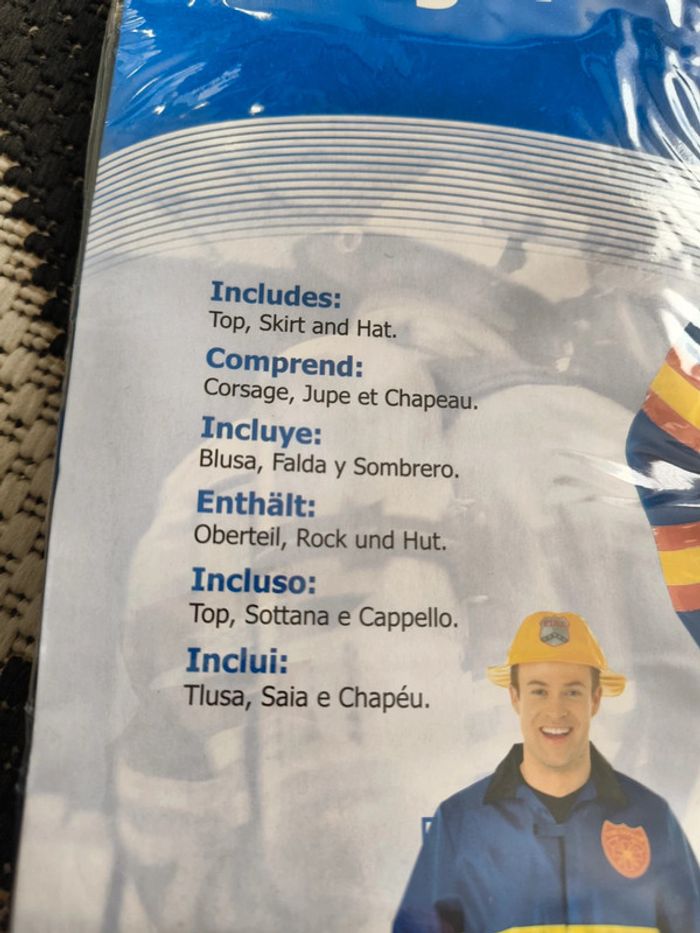 Includes:
Top, Skirt and Hat.
Comprend:
Corsage, Jupe et Chapeau.
Incluye:
Blusa, Falda y Sombrero.
Enthält:
Oberteil, Rock und Hut.
Incluso:
Top, Sottana e Cappello.
Inclui:
Tlusa, Saia e Chapéu.